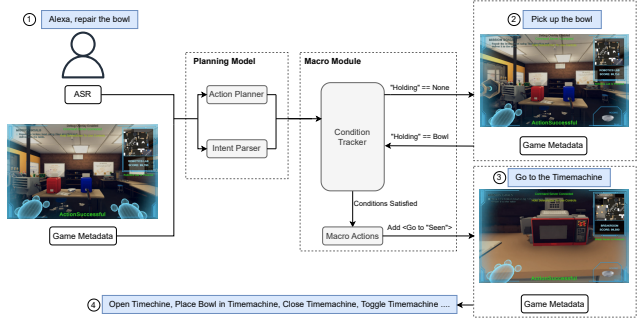 1
Alexa, repair the bowl
ASR
ActionSuccessful
Game Metadata
Planning Model
Action Planner
Intent Parser
Macro Module
Condition
Tracker
"Holding" == None
"Holding" == Bowl
Conditions Satisfied
Macro Actions
Add <Go to "Seen">
2
Pick up the bowl
ActionSuccessful
Game Metadata
3
Go to the Timemachine
Game Metadata
4
Open Timechine, Place Bowl in Timemachine, Close Timemachine, Toggle Timemachine ....